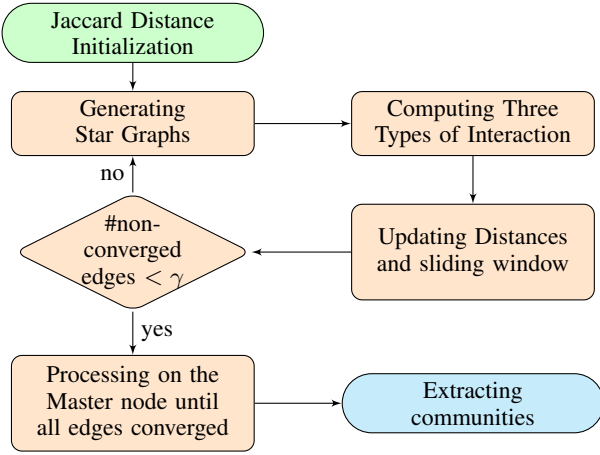 Jaccard Distance
Initialization
Generating
Star Graphs
Computing Three
Types of Interaction
no
#non-
converged
edges < γ
Updating Distances
and sliding window
yes
Processing on the
Master node until
all edges converged
Extracting
communities